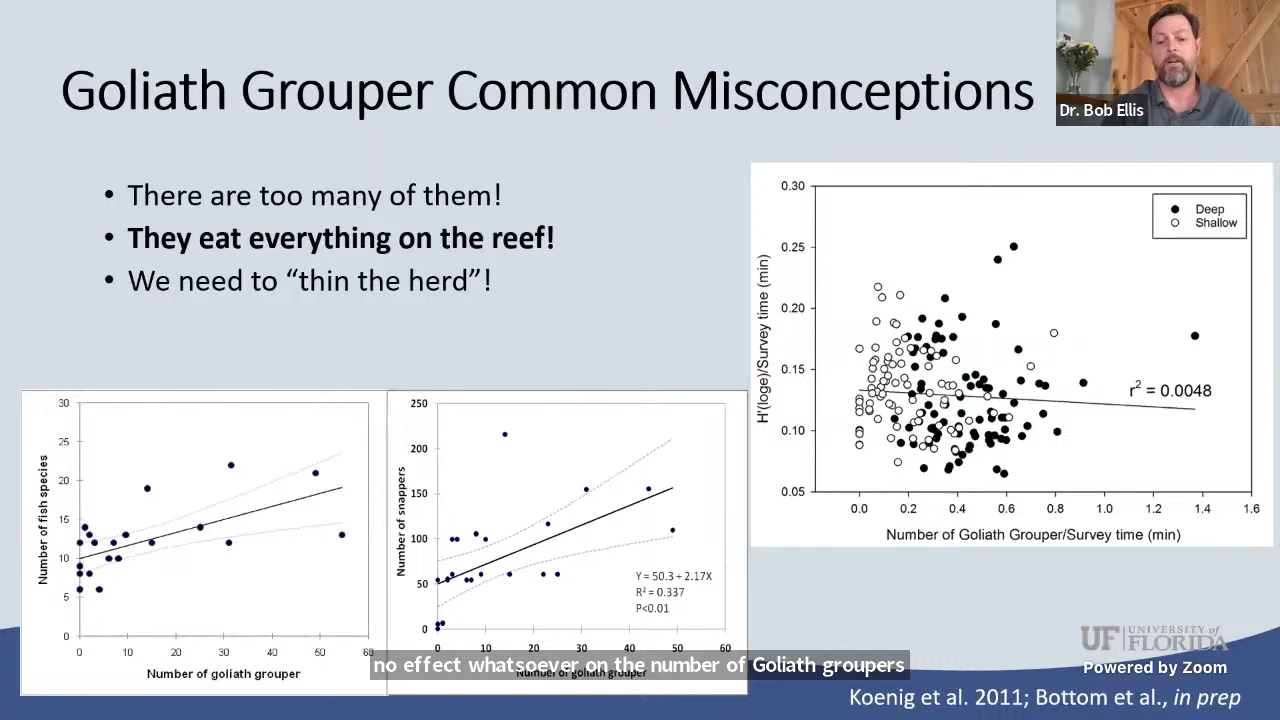 Goliath Grouper Common Misconceptions
Dr. Bob Ellis
• There are too many of them!
• They eat everything on the reef!
• We need to “thin the herd”!
0.30
0.25
0.20
0.15
0.10
0.05
H'(loge)/Survey time (min)
Deep
Shallow
r² = 0.0048
0.0 0.2 0.4 0.6 0.8 1.0 1.2 1.4 1.6
Number of Goliath Grouper/Survey time (min)
30
25
20
15
10
5
0
Number of fish species
0 10 20 30 40 50 60
Number of goliath grouper
250
200
150
100
50
0
Number of snappers
Y = 50.3 + 2.17X
R² = 0.337
P<0.01
0 10 20 30 40 50 60
Number of goliath grouper
no effect whatsoever on the number of Goliath groupers
UF UNIVERSITY of
FLORIDA
Powered by Zoom
Koenig et al. 2011; Bottom et al., in prep